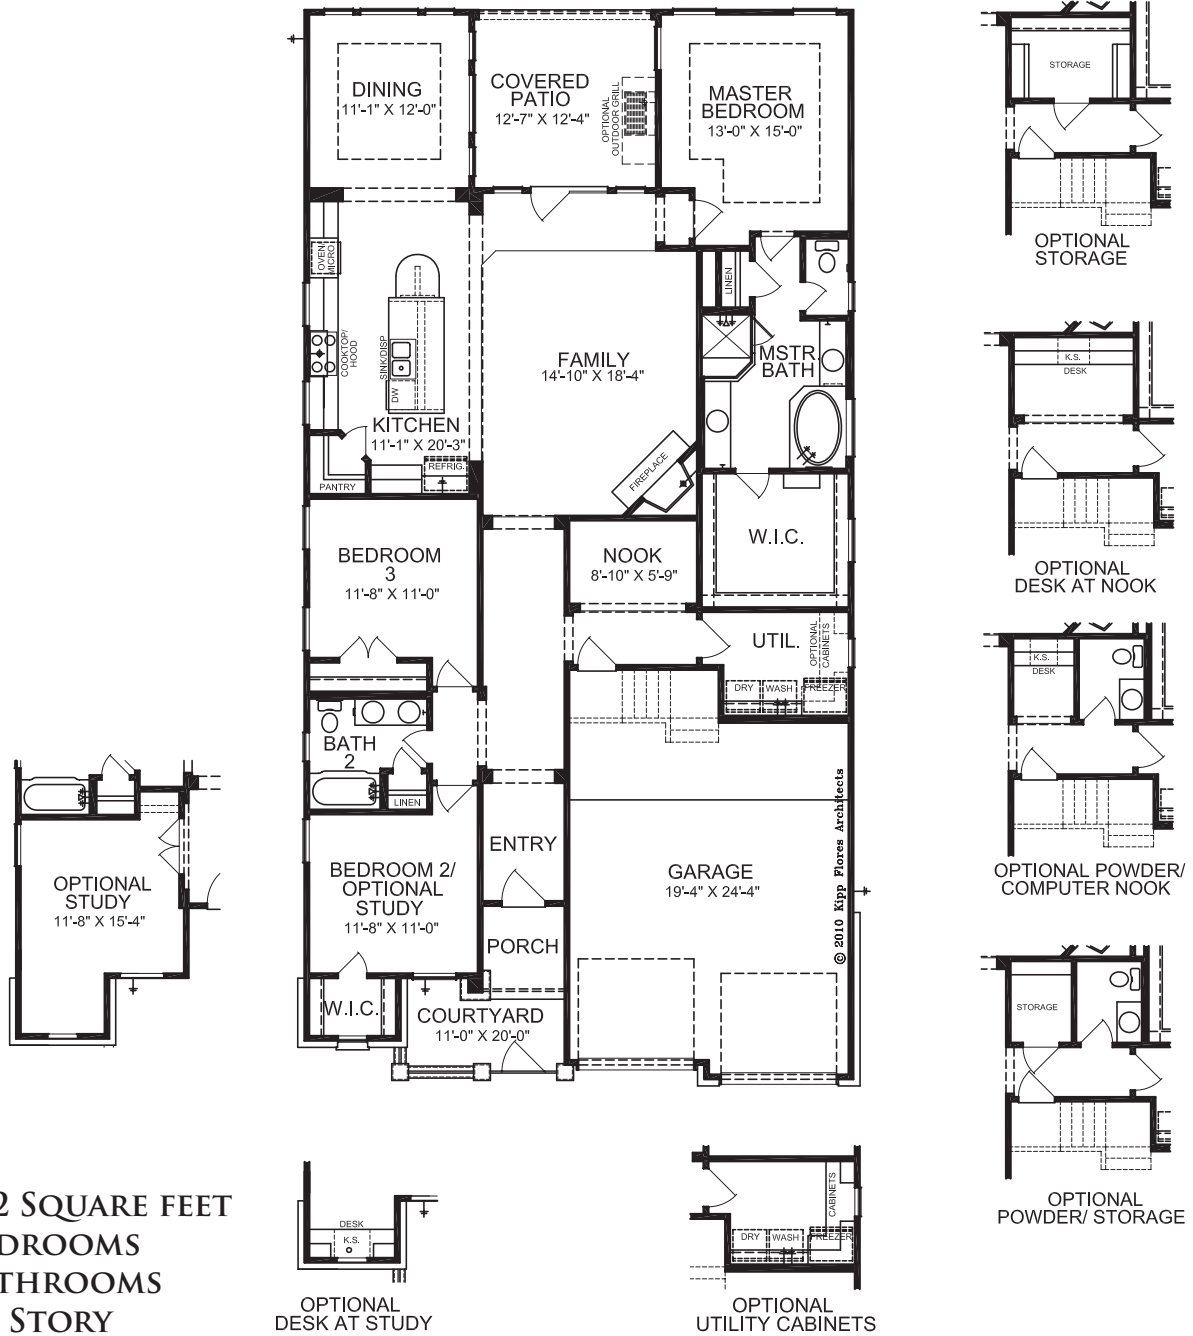 DINING
11'-1" X 12'-0"
COVERED
PATIO
12'-7" X 12'-4"
OPTIONAL
OUTDOOR GRILL
MASTER
BEDROOM
13'-0" X 15'-0"
OVEN/
MICRO
COOKTOP/
HOOD
SINK/DISP
DW
KITCHEN
11'-1" X 20'-3"
REFRIG.
PANTRY
FAMILY
14'-10" X 18'-4"
FIREPLACE
LINEN
MSTR.
BATH
W.I.C.
BEDROOM
3
11'-8" X 11'-0"
NOOK
8'-10" X 5'-9"
UTIL.
OPTIONAL
CABINETS
DRY
WASH
FREEZER
BATH
2
LINEN
ENTRY
BEDROOM 2/
OPTIONAL
STUDY
11'-8" X 11'-0"
GARAGE
19'-4" X 24'-4"
© 2010 Kipp Flores Architects
PORCH
W.I.C.
COURTYARD
11'-0" X 20'-0"
OPTIONAL
STUDY
11'-8" X 15'-4"
STORAGE
OPTIONAL
STORAGE
K.S.
DESK
OPTIONAL
DESK AT NOOK
K.S.
DESK
OPTIONAL POWDER/
COMPUTER NOOK
STORAGE
OPTIONAL
POWDER/ STORAGE
2 SQUARE FEET
DROOMS
THROOMS
STORY
DESK
K.S.
OPTIONAL
DESK AT STUDY
CABINETS
DRY
WASH
FREEZER
OPTIONAL
UTILITY CABINETS